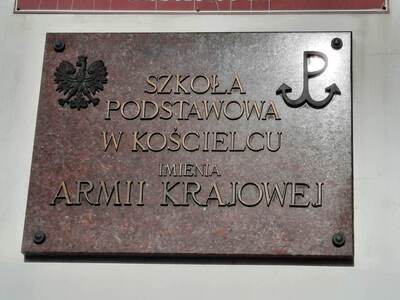 SZKOŁA
PODSTAWOWA
W KOŚCIELCU
IMIENIA
ARMII KRAJOWEJ